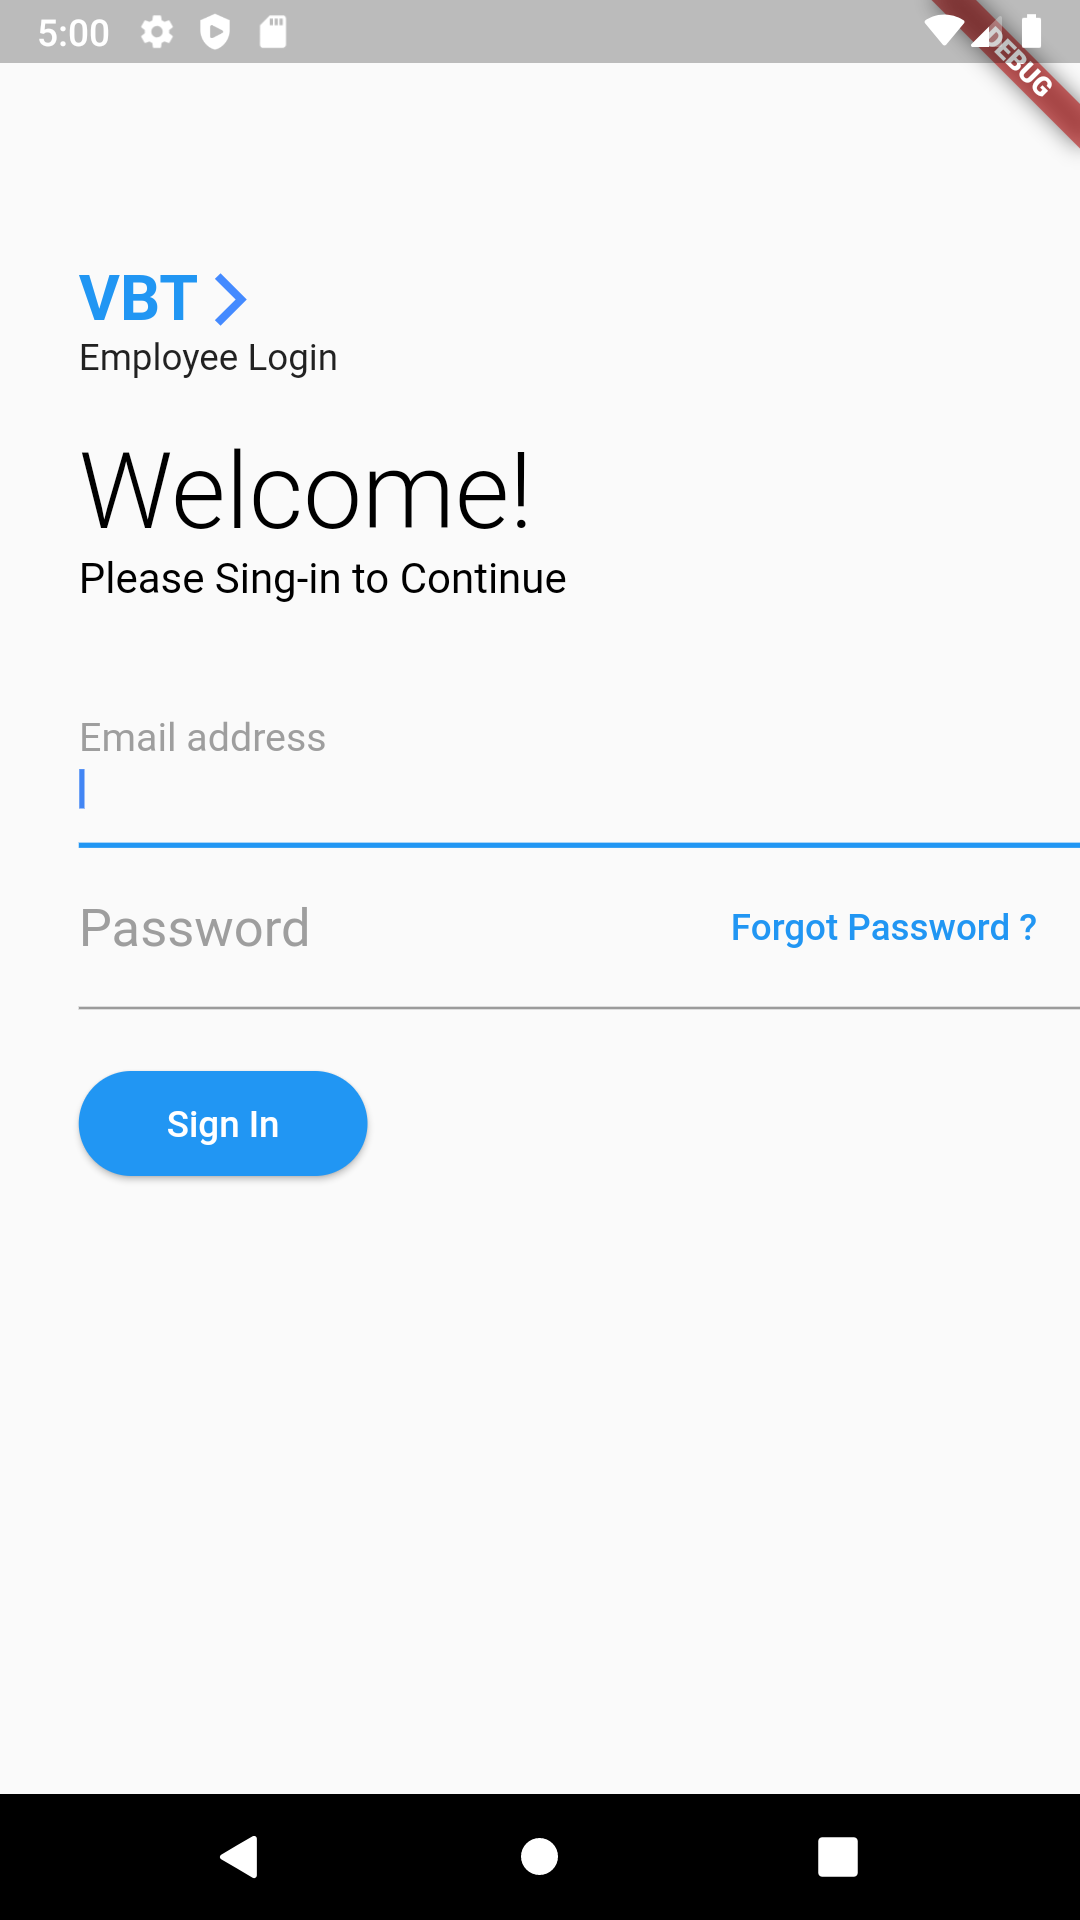 5:00
DEBUG
VBT
Employee Login
Welcome!
Please Sing-in to Continue
Email address
Password
Forgot Password ?
Sign In